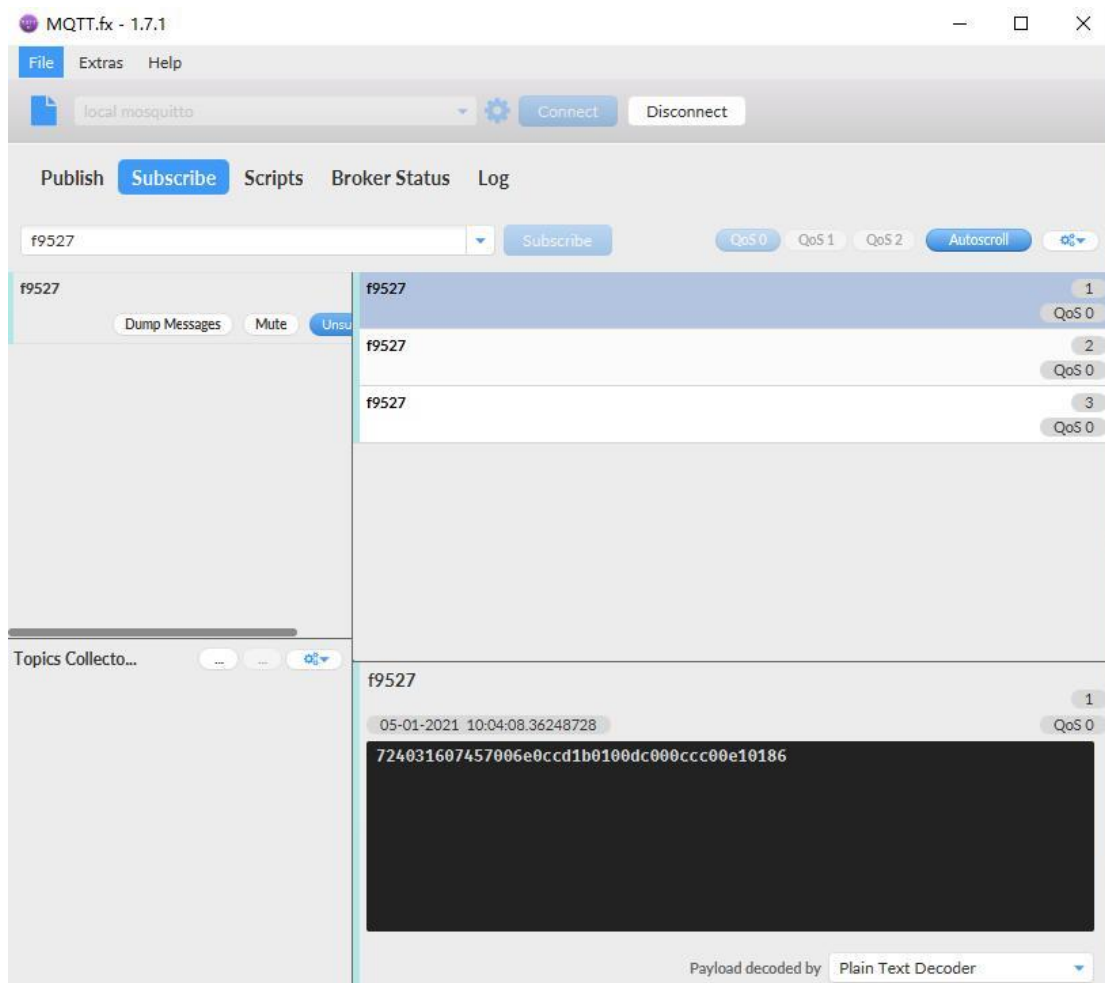 MQTT.fx - 1.7.1
File Extras Help
local mosquitto Connect Disconnect
Publish Subscribe Scripts Broker Status Log
f9527 Subscribe QoS 0 QoS 1 QoS 2 Autoscroll
f9527
Dump Messages Mute Unsu
f9527 1
QoS 0
f9527 2
QoS 0
f9527 3
QoS 0
Topics Collecto... ... ...
f9527
1
05-01-2021 10:04:08.36248728 QoS 0
724031607457006e0ccd1b0100dc000ccc00e10186
Payload decoded by Plain Text Decoder